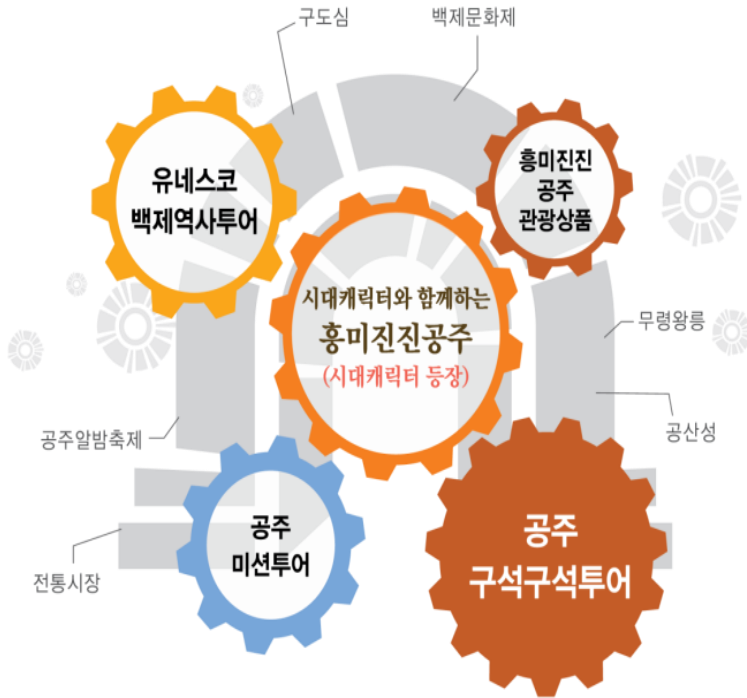 구도심
백제문화제
유네스코
백제역사투어
흥미진진
공주
관광상품
시대캐릭터와 함께하는
흥미진진공주
(시대캐릭터 등장)
무령왕릉
공산성
공주알밤축제
공주
미션투어
공주
구석구석투어
전통시장